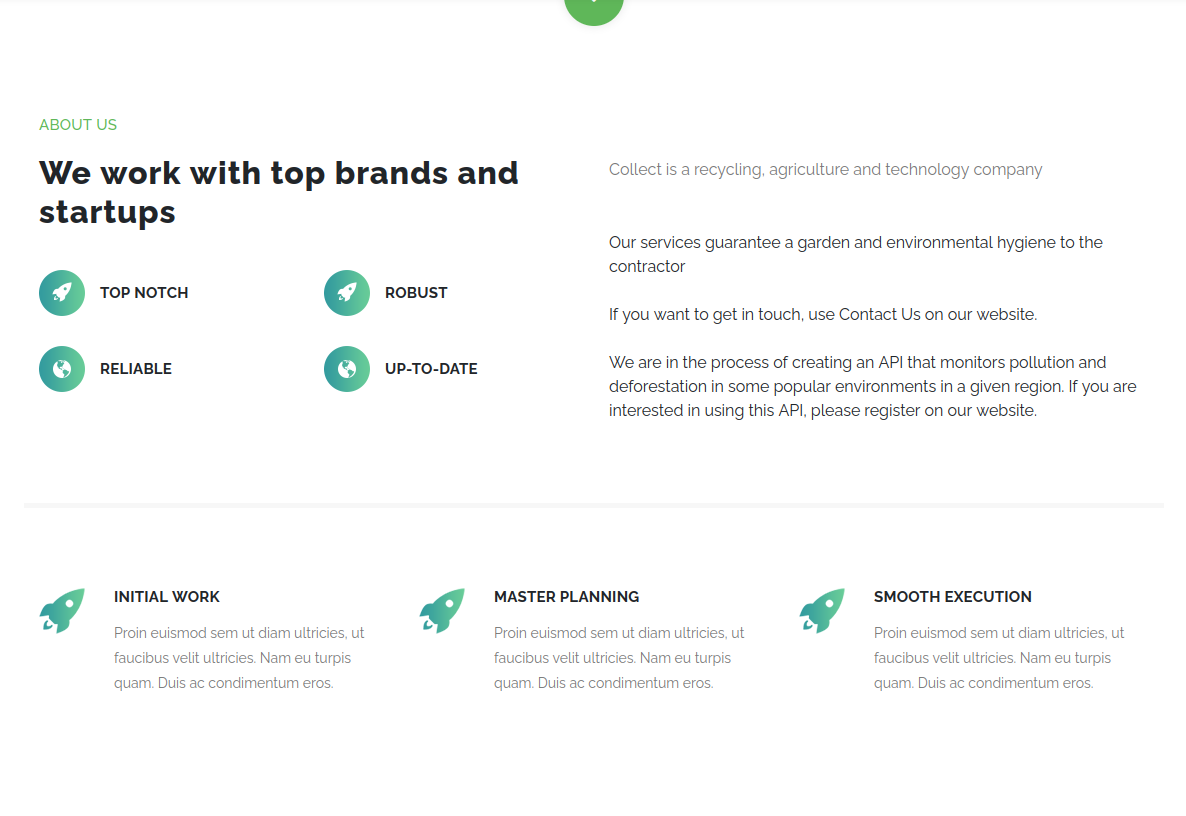 ABOUT US
We work with top brands and
startups
TOP NOTCH
ROBUST
RELIABLE
UP-TO-DATE
Collect is a recycling, agriculture and technology company
Our services guarantee a garden and environmental hygiene to the
contractor
If you want to get in touch, use Contact Us on our website.
We are in the process of creating an API that monitors pollution and
deforestation in some popular environments in a given region. If you are
interested in using this API, please register on our website.
INITIAL WORK
Proin euismod sem ut diam ultricies, ut
faucibus velit ultricies. Nam eu turpis
quam. Duis ac condimentum eros.
MASTER PLANNING
Proin euismod sem ut diam ultricies, ut
faucibus velit ultricies. Nam eu turpis
quam. Duis ac condimentum eros.
SMOOTH EXECUTION
Proin euismod sem ut diam ultricies, ut
faucibus velit ultricies. Nam eu turpis
quam. Duis ac condimentum eros.